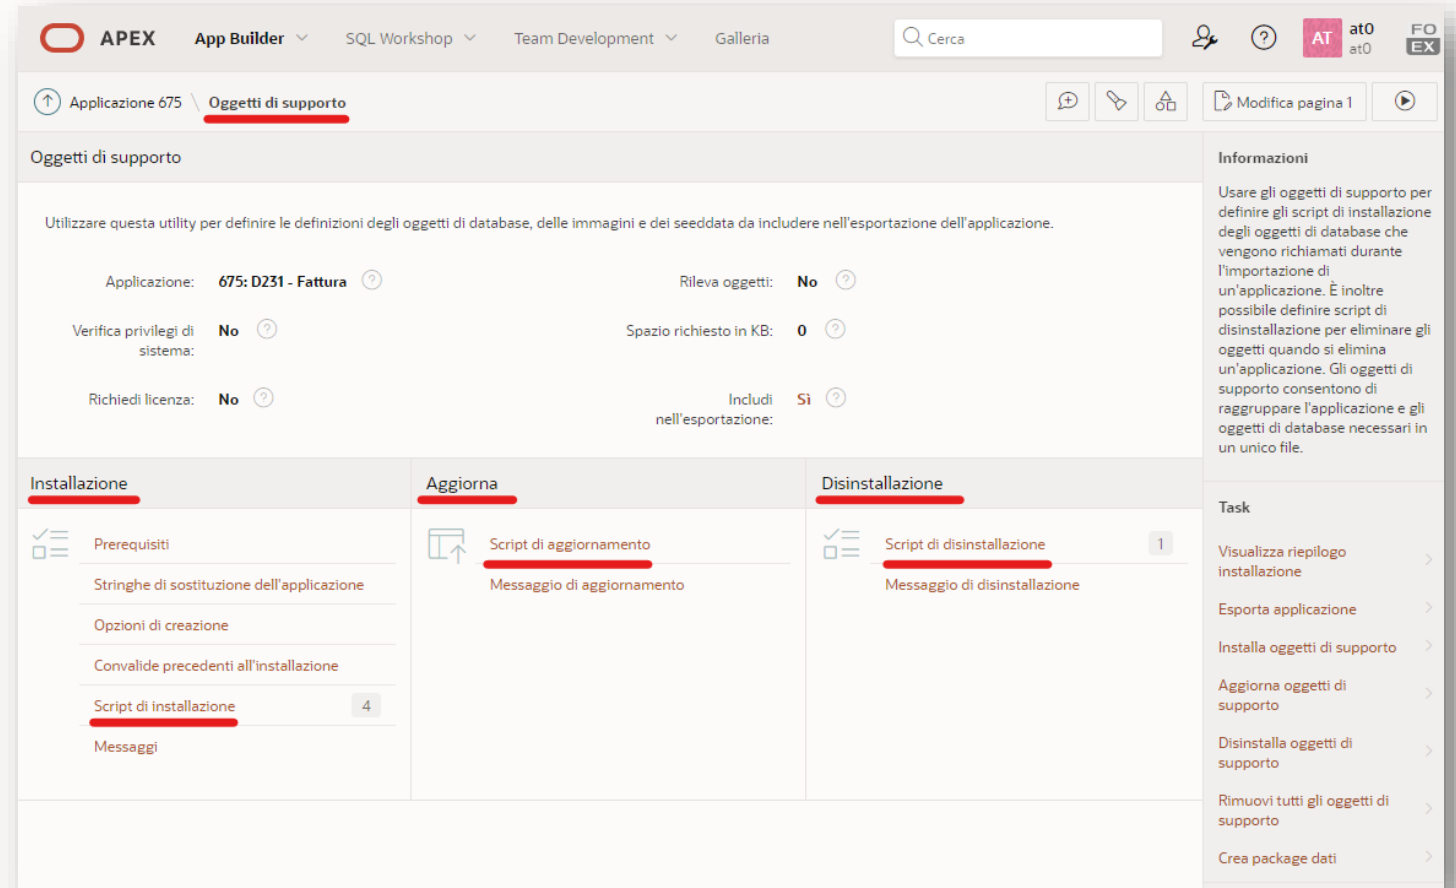 APEX App Builder SQL Workshop Team Development Galleria Cerca AT at0 FO
at0 EX
Applicazione 675 \ Oggetti di supporto Modifica pagina 1
Oggetti di supporto
Utilizzare questa utility per definire le definizioni degli oggetti di database, delle immagini e dei seeddata da includere nell'esportazione dell'applicazione.
Applicazione: 675: D231 - Fattura ?
Rileva oggetti: No ?
Verifica privilegi di No ?
sistema:
Spazio richiesto in KB: 0 ?
Richiedi licenza: No ?
Includi Sì ?
nell'esportazione:
Installazione
Prerequisiti
Stringhe di sostituzione dell'applicazione
Opzioni di creazione
Convalide precedenti all'installazione
Script di installazione 4
Messaggi
Aggiorna
Script di aggiornamento
Messaggio di aggiornamento
Disinstallazione
Script di disinstallazione 1
Messaggio di disinstallazione
Informazioni
Usare gli oggetti di supporto per
definire gli script di installazione
degli oggetti di database che
vengono richiamati durante
l'importazione di
un'applicazione. È inoltre
possibile definire script di
disinstallazione per eliminare gli
oggetti quando si elimina
un'applicazione. Gli oggetti di
supporto consentono di
raggruppare l'applicazione e gli
oggetti di database necessari in
un unico file.
Task
Visualizza riepilogo
installazione
Esporta applicazione
Installa oggetti di supporto
Aggiorna oggetti di
supporto
Disinstalla oggetti di
supporto
Rimuovi tutti gli oggetti di
supporto
Crea package dati